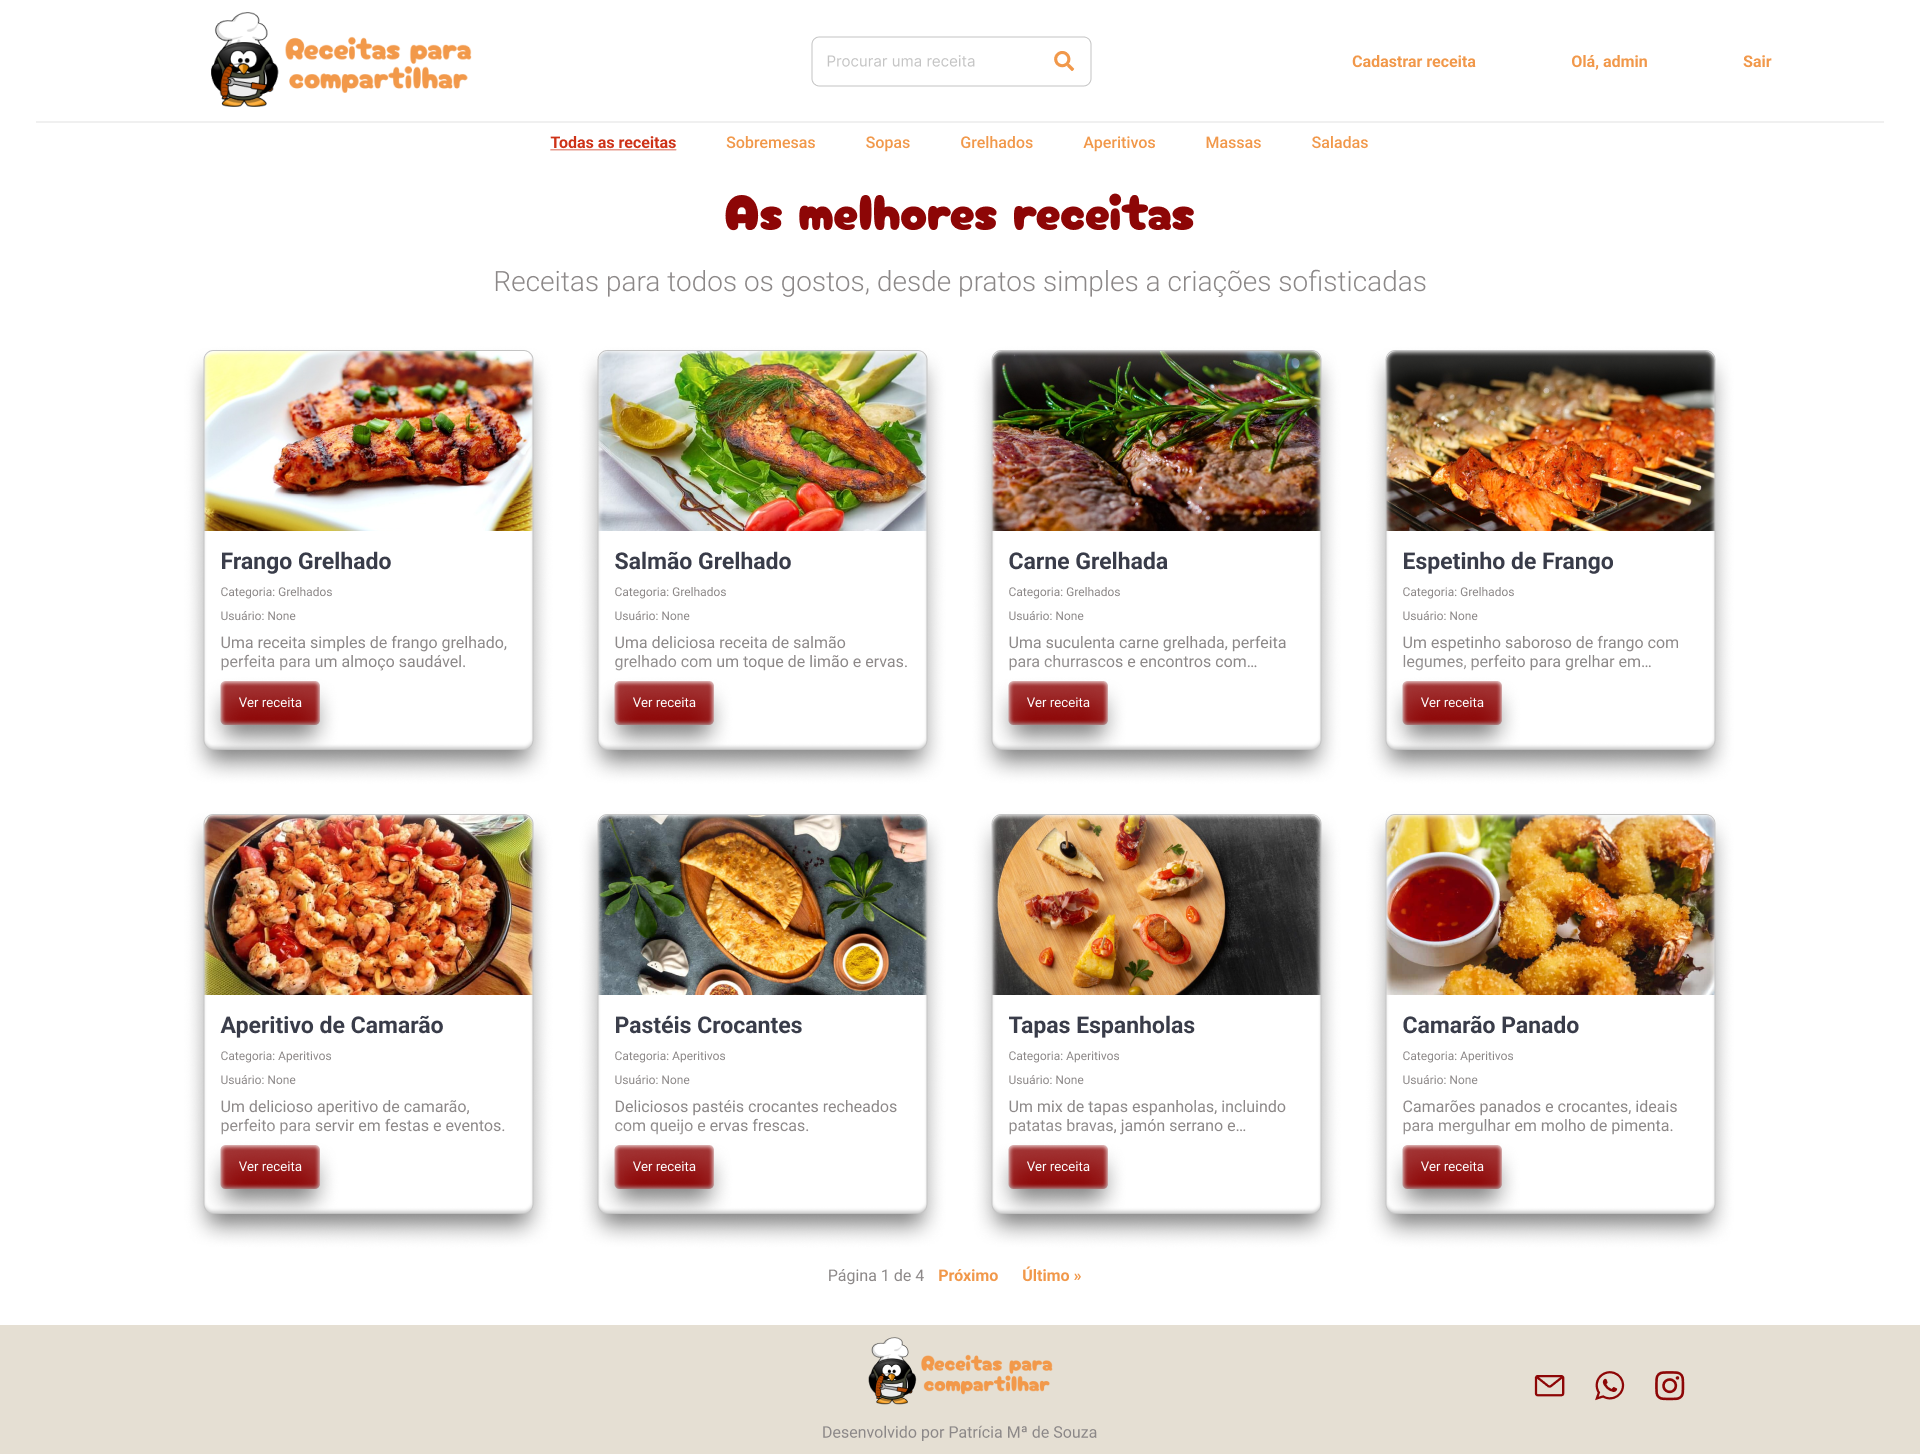 Receitas para
compartilhar
Procurar uma receita
Cadastrar receita
Olá, admin
Sair
Todas as receitas
Sobremesas
Sopas
Grelhados
Aperitivos
Massas
Saladas
As melhores receitas
Receitas para todos os gostos, desde pratos simples a criações sofisticadas
Frango Grelhado
Categoria: Grelhados
Usuário: None
Uma receita simples de frango grelhado,
perfeita para um almoço saudável.
Ver receita
Salmão Grelhado
Categoria: Grelhados
Usuário: None
Uma deliciosa receita de salmão
grelhado com um toque de limão e ervas.
Ver receita
Carne Grelhada
Categoria: Grelhados
Usuário: None
Uma suculenta carne grelhada, perfeita
para churrascos e encontros com...
Ver receita
Espetinho de Frango
Categoria: Grelhados
Usuário: None
Um espetinho saboroso de frango com
legumes, perfeito para grelhar em...
Ver receita
Aperitivo de Camarão
Categoria: Aperitivos
Usuário: None
Um delicioso aperitivo de camarão,
perfeito para servir em festas e eventos.
Ver receita
Pastéis Crocantes
Categoria: Aperitivos
Usuário: None
Deliciosos pastéis crocantes recheados
com queijo e ervas frescas.
Ver receita
Tapas Espanholas
Categoria: Aperitivos
Usuário: None
Um mix de tapas espanholas, incluindo
patatas bravas, jamón serrano e...
Ver receita
Camarão Panado
Categoria: Aperitivos
Usuário: None
Camarões panados e crocantes, ideais
para mergulhar em molho de pimenta.
Ver receita
Página 1 de 4 Próximo Último »
Receitas para
compartilhar
Desenvolvido por Patrícia Mª de Souza